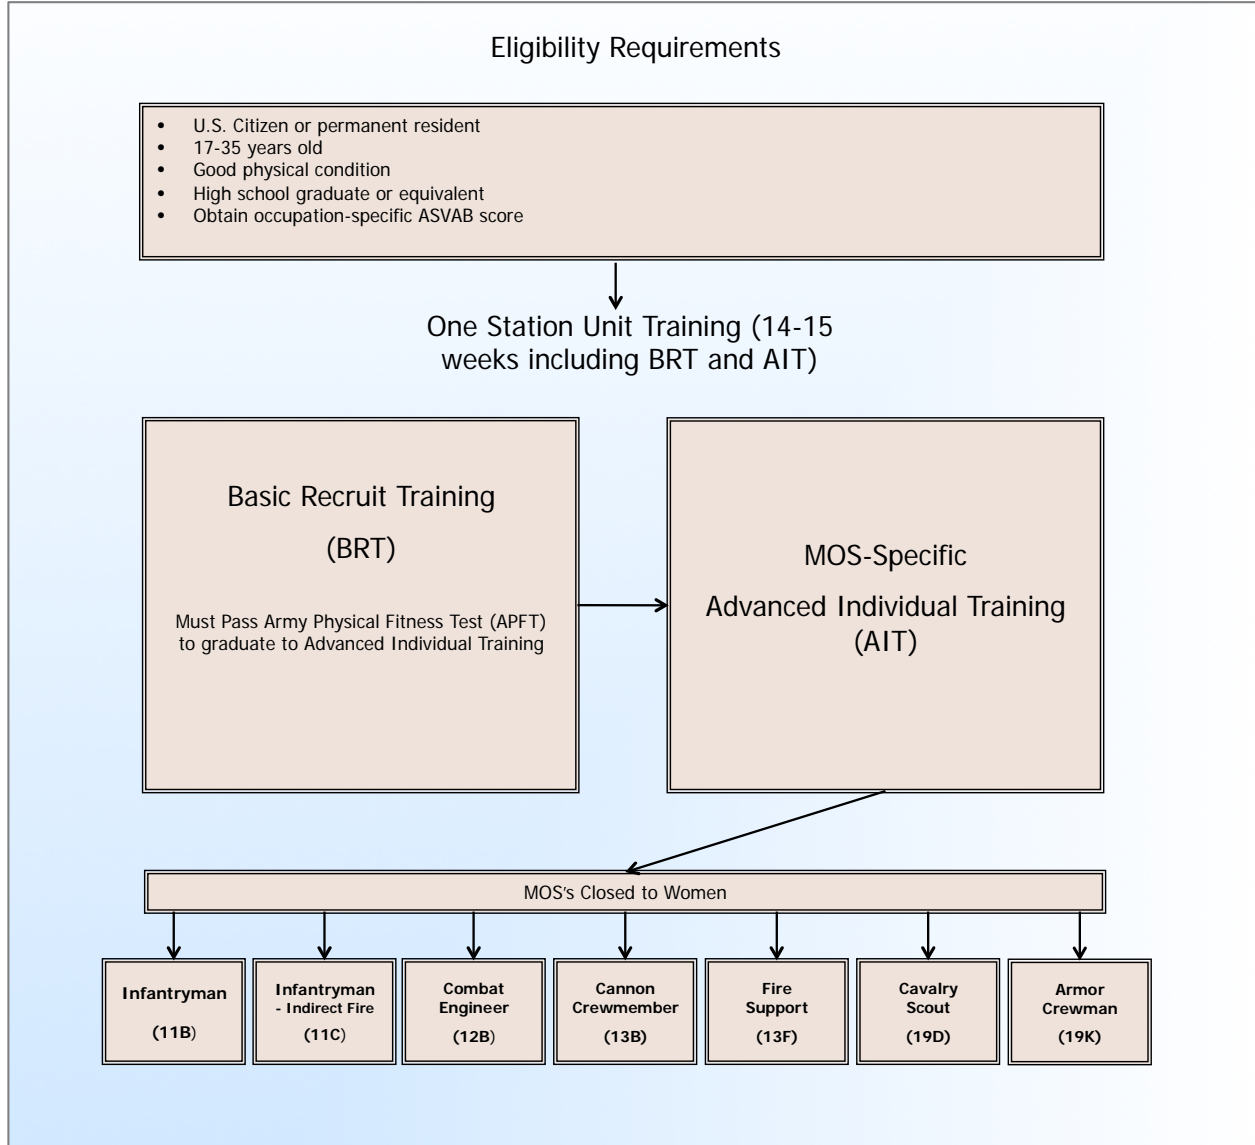 Eligibility Requirements
• U.S. Citizen or permanent resident
• 17-35 years old
• Good physical condition
• High school graduate or equivalent
• Obtain occupation-specific ASVAB score
One Station Unit Training (14-15
weeks including BRT and AIT)
Basic Recruit Training
(BRT)
Must Pass Army Physical Fitness Test (APFT)
to graduate to Advanced Individual Training
MOS-Specific
Advanced Individual Training
(AIT)
MOS's Closed to Women
Infantryman
(11B)
Infantryman
- Indirect Fire
(11C)
Combat
Engineer
(12B)
Cannon
Crewmember
(13B)
Fire
Support
(13F)
Cavalry
Scout
(19D)
Armor
Crewman
(19K)